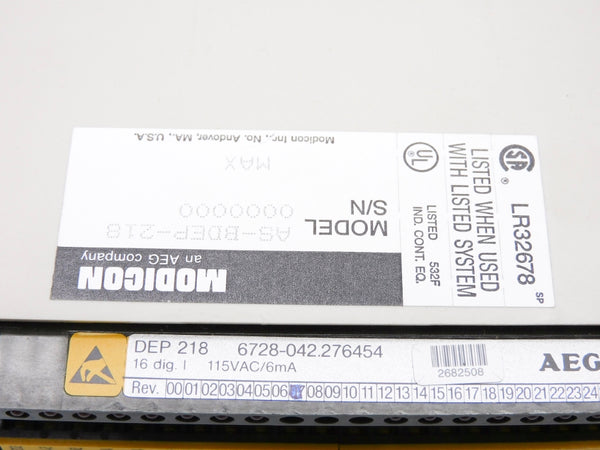 MODICON
an AEG company
MODEL AS-BDEP-218
S/N 0000000
MAX
Modicon Inc., No. Andover, MA., U.S.A.
UL
LISTED 532F
IND. CONT. EQ.
LISTED WHEN USED
WITH LISTED SYSTEM
SA
LR32678 SP
DEP 218 6728-042.276454
16 dig. I 115VAC/6mA
2682508
AEG
Rev. 00 01 02 03 04 05 06 08 09 10 11 12 13 14 15 16 17 18 19 20 21 22 23 24